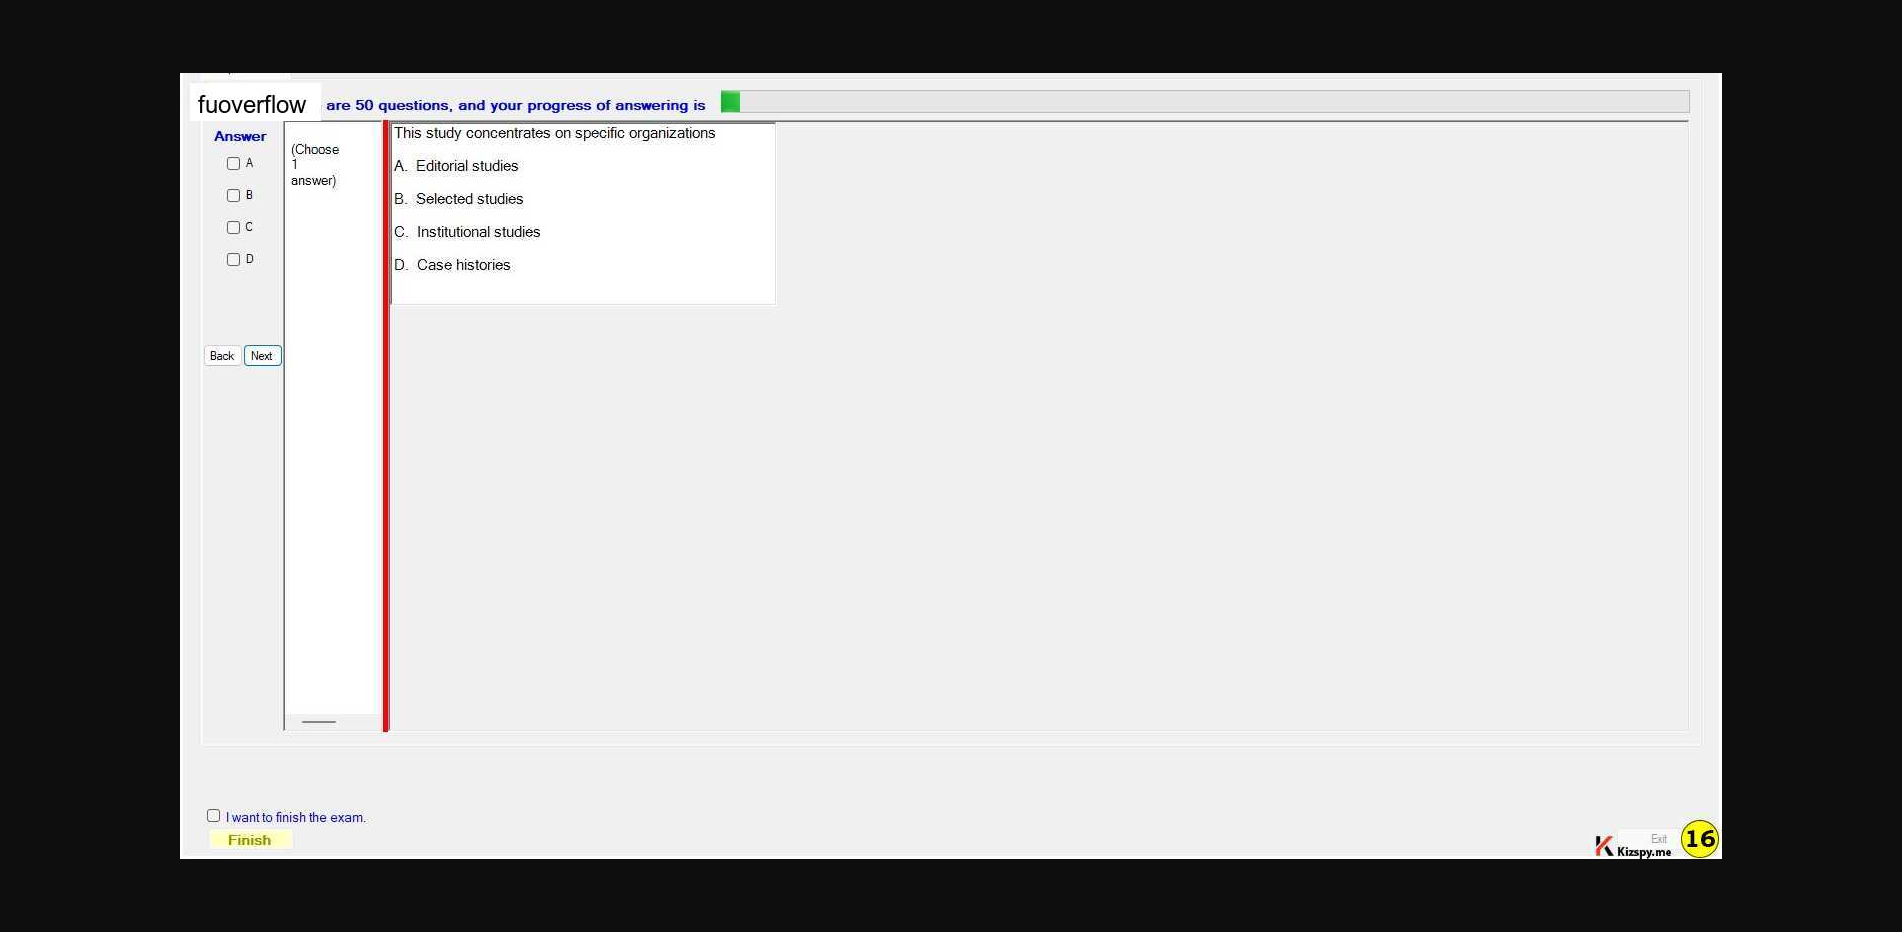 fuoverflow are 50 questions, and your progress of answering is
Answer
A
B
C
D
Back Next
(Choose
1
answer)
This study concentrates on specific organizations
A. Editorial studies
B. Selected studies
C. Institutional studies
D. Case histories
I want to finish the exam.
Finish
Exit
Kizspy.me
16